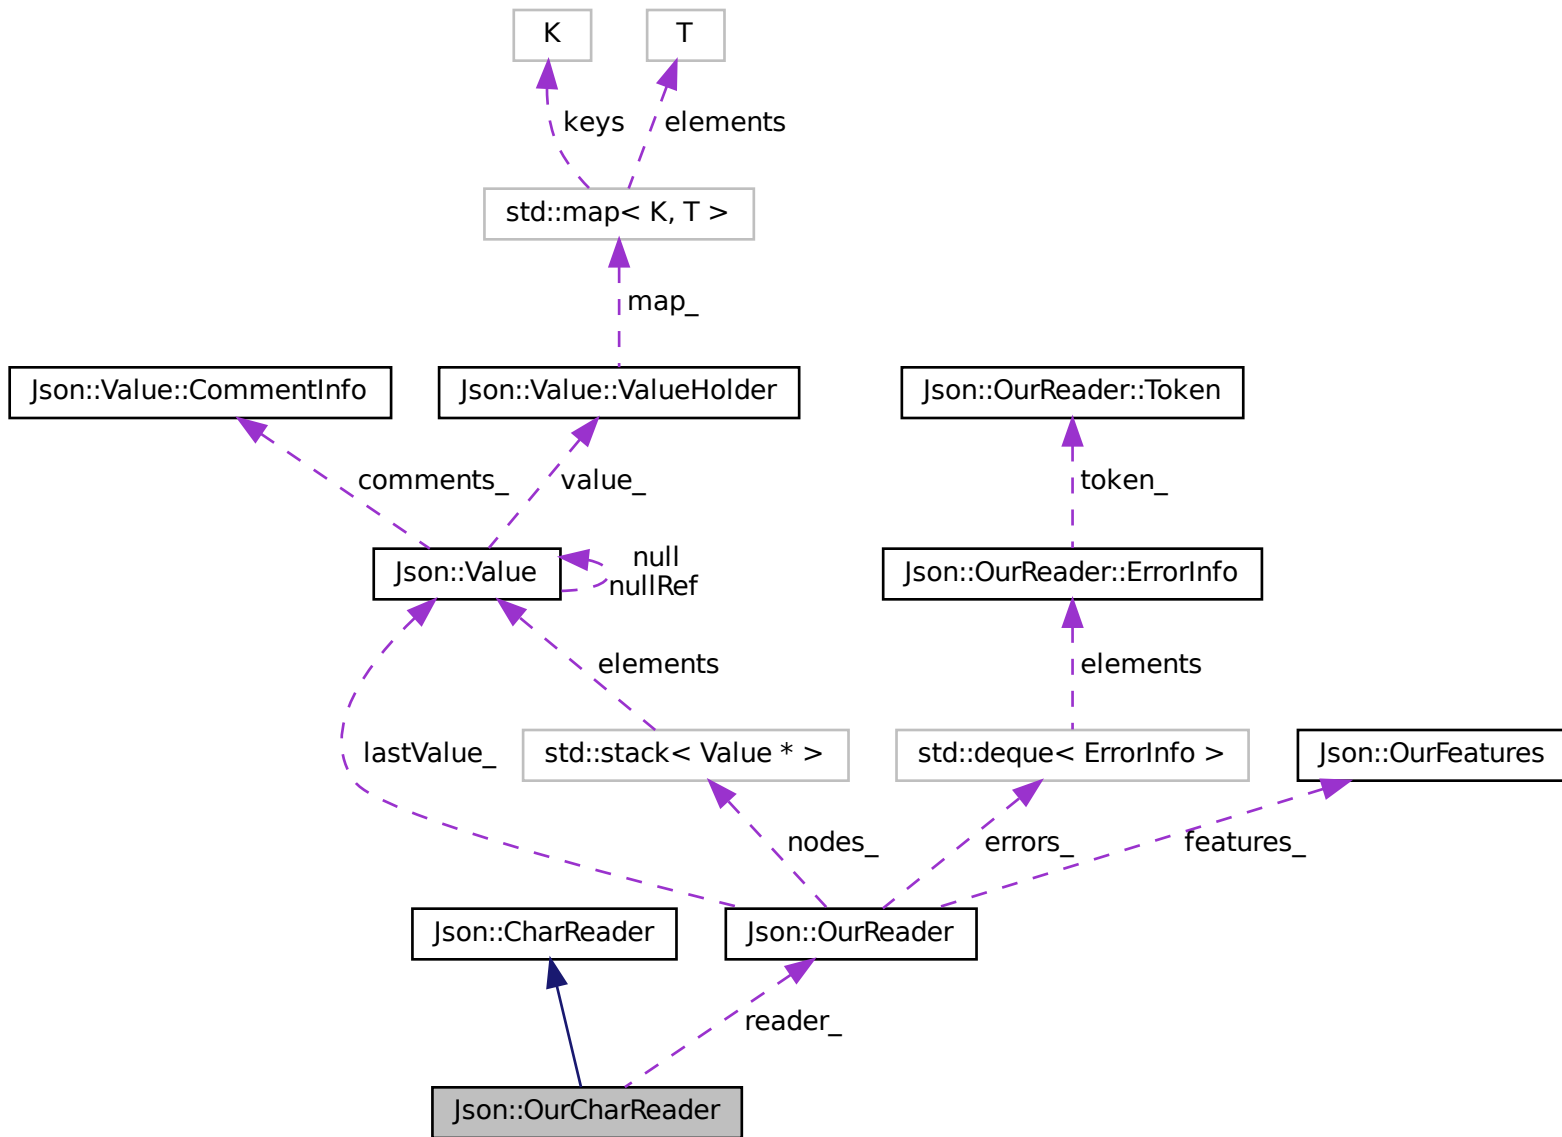 K
T
keys
elements
std::map< K, T >
map_
Json::Value::CommentInfo
Json::Value::ValueHolder
Json::OurReader::Token
comments_
value_
token_
Json::Value
null
nullRef
Json::OurReader::ErrorInfo
elements
elements
lastValue_
std::stack< Value * >
std::deque< ErrorInfo >
Json::OurFeatures
nodes_
errors_
features_
Json::CharReader
Json::OurReader
reader_
Json::OurCharReader